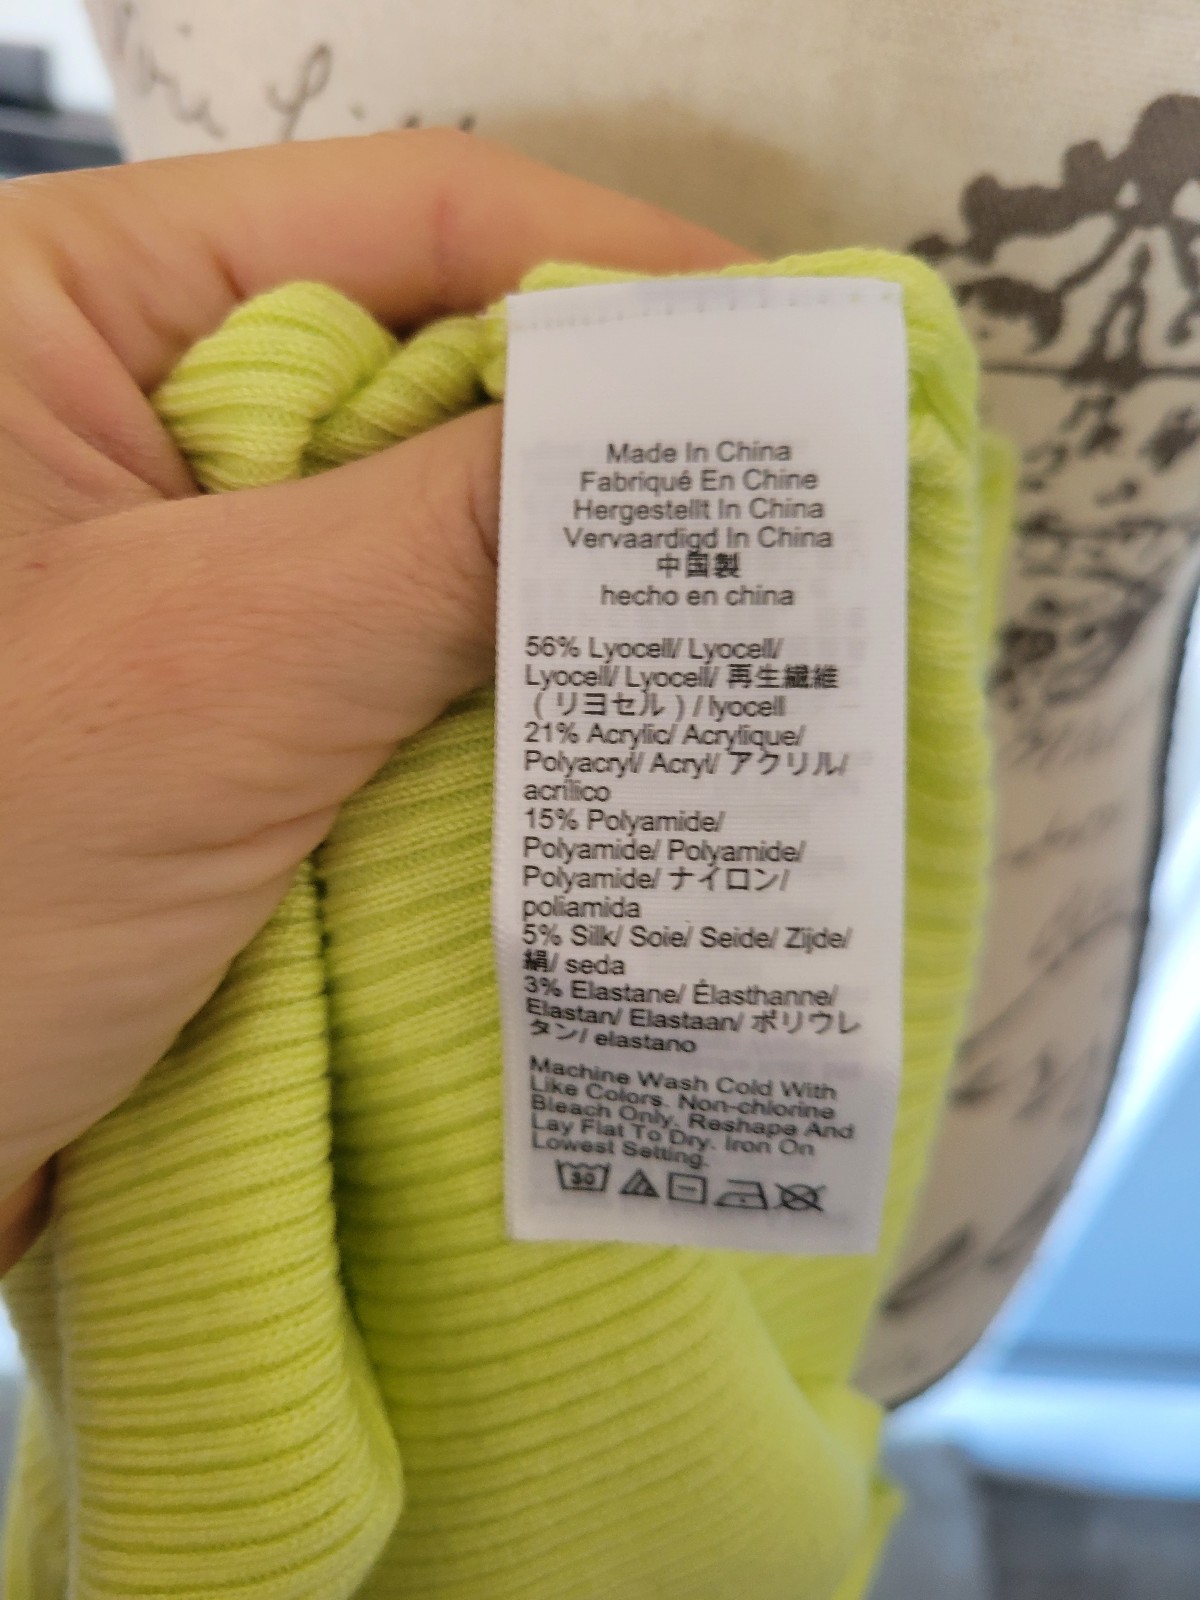 Made In China
Fabriqué En Chine
Hergestellt In China
Vervaardigd In China
中国製
hecho en china
56% Lyocell/ Lyocell/
Lyocell/ Lyocell/ 再生繊維
(リヨセル) / lyocell
21% Acrylic/ Acrylique/
Polyacryl/ Acryl/ アクリル/
acrílico
15% Polyamide/
Polyamide/ Polyamide/
Polyamide/ ナイロン/
poliamida
5% Silk/ Soie/ Seide/ Zijde/
絹/ seda
3% Elastane/ Élasthanne/
Elastan/ Elastaan/ ポリウレ
タン/ elastano
Machine Wash Cold With
Like Colors. Non-chlorine
Bleach Only. Reshape And
Lay Flat To Dry. Iron On
Lowest Setting.
30